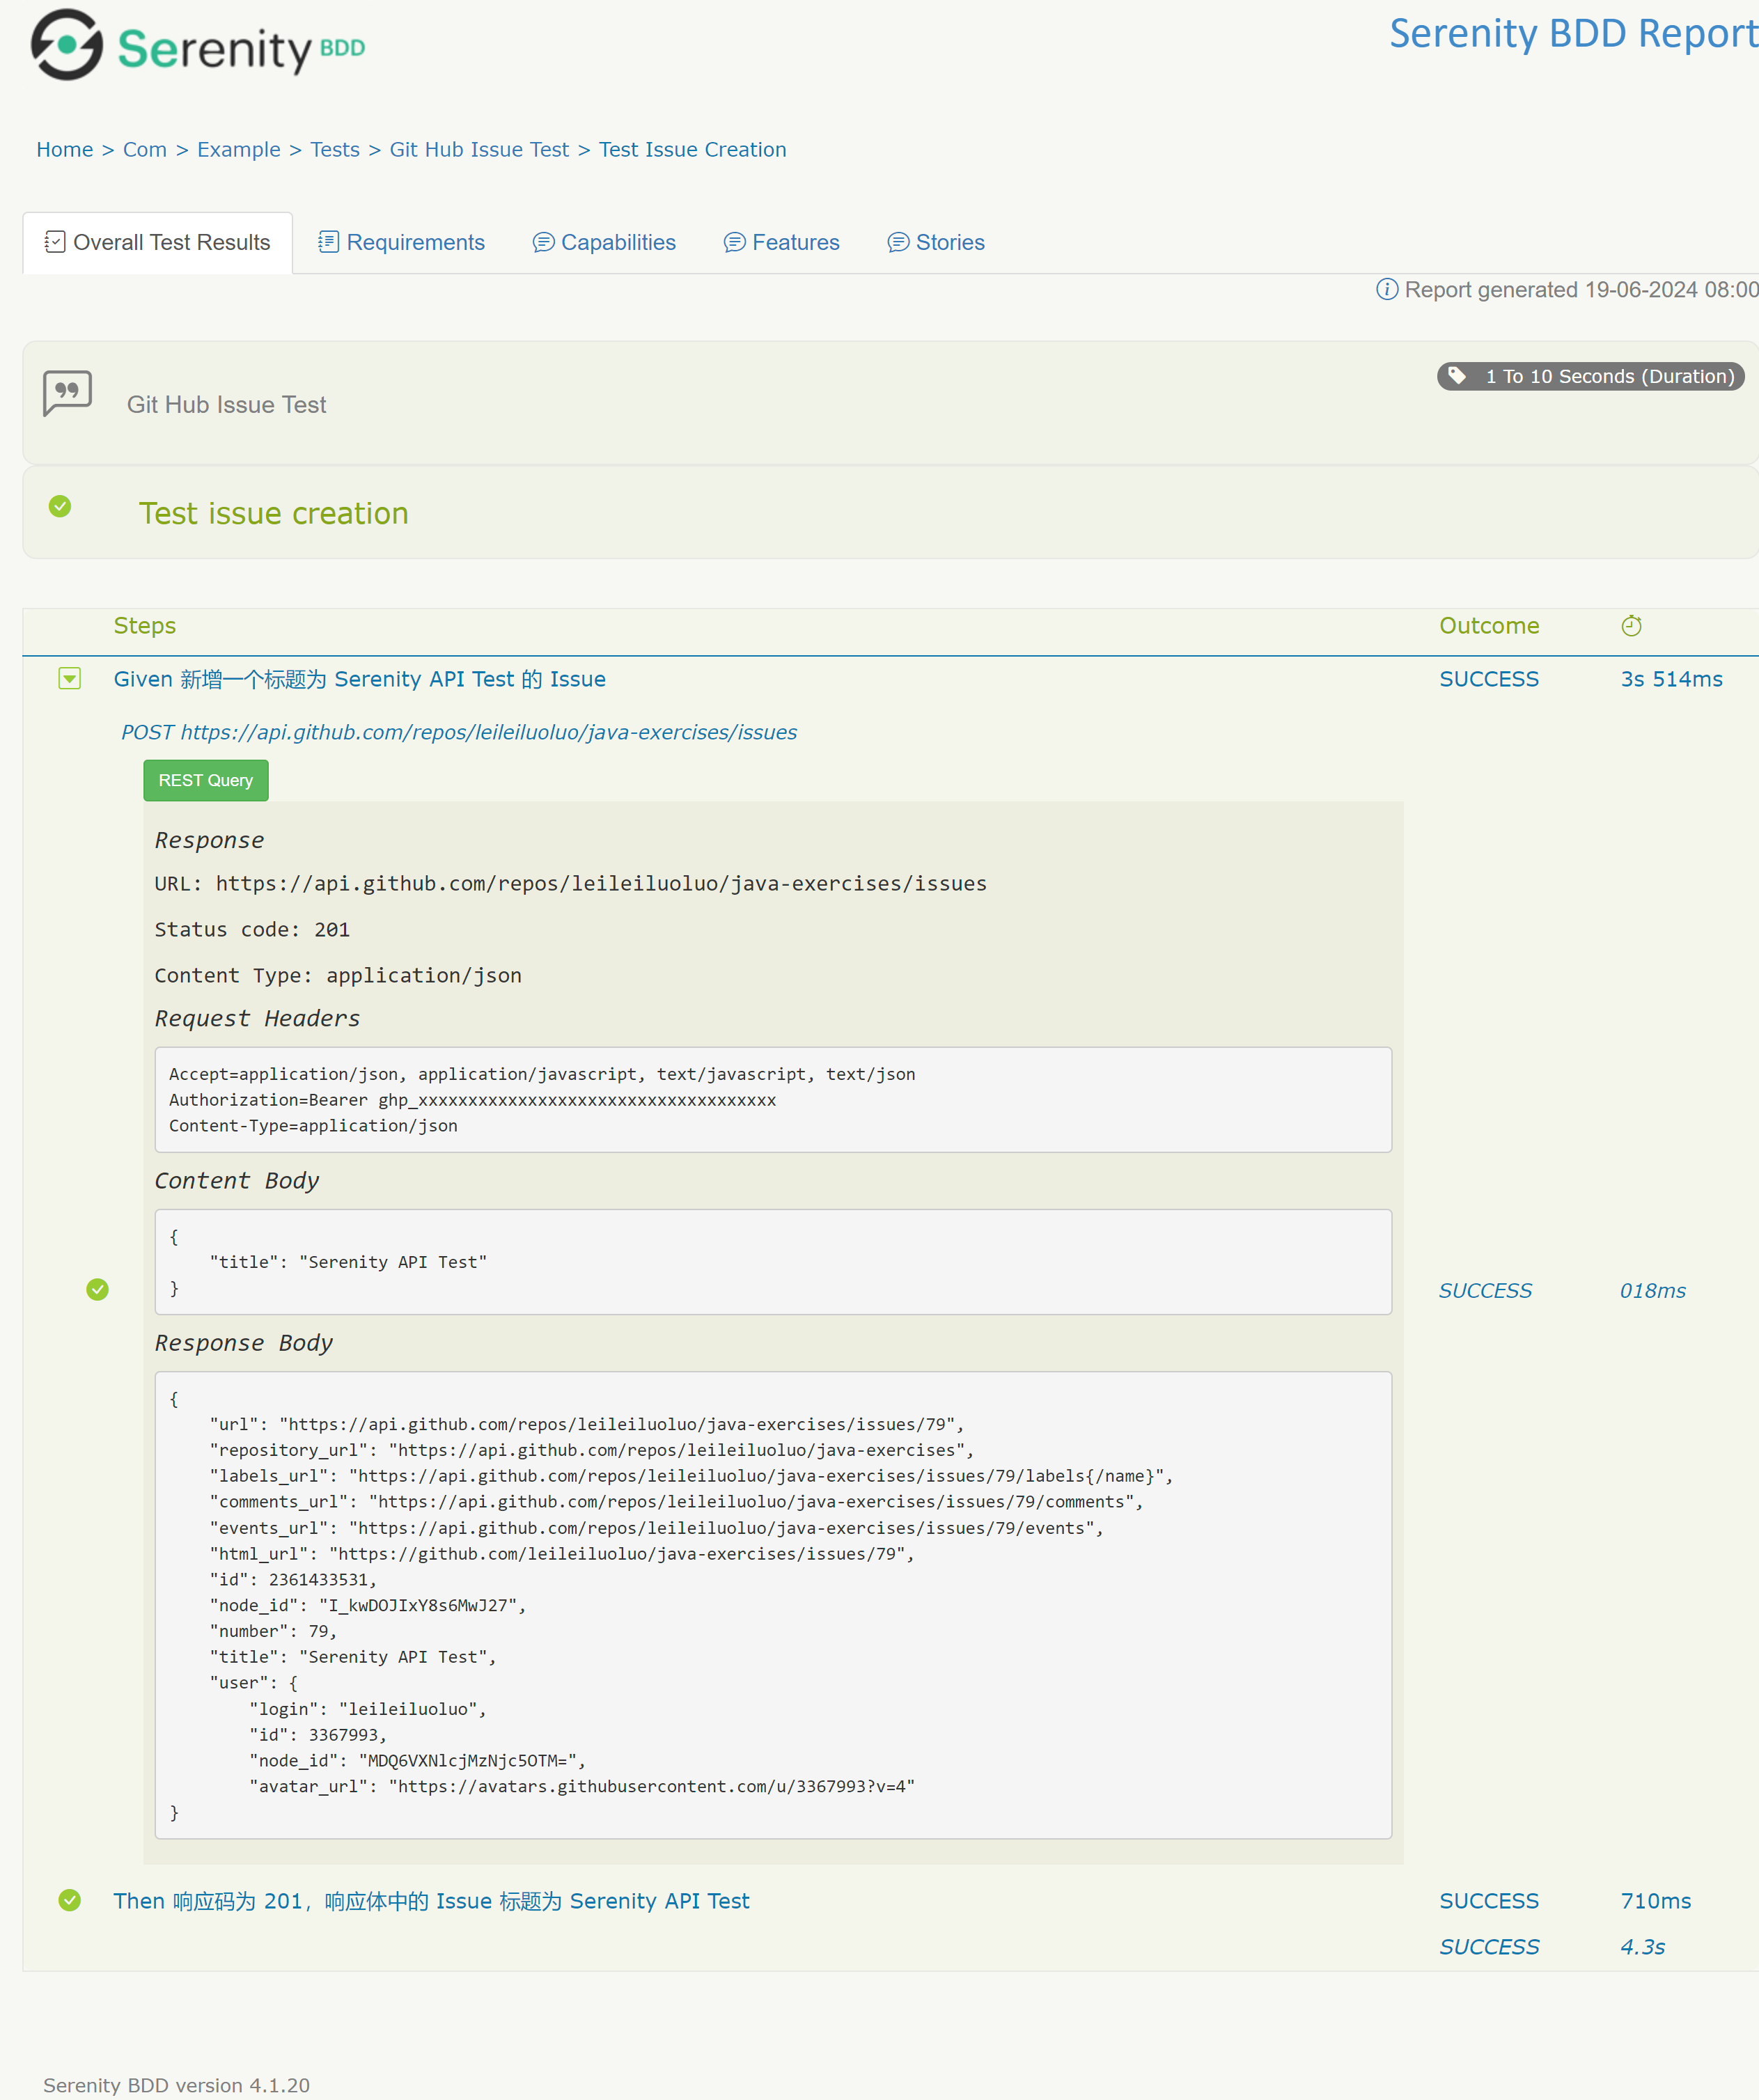 Serenity BDD
Serenity BDD Report
Home > Com > Example > Tests > Git Hub Issue Test > Test Issue Creation
Overall Test Results Requirements Capabilities Features Stories
Report generated 19-06-2024 08:00
1 To 10 Seconds (Duration)
Git Hub Issue Test
Test issue creation
Steps Outcome
Given 新增一个标题为 Serenity API Test 的 Issue SUCCESS 3s 514ms
POST https://api.github.com/repos/leileiluoluo/java-exercises/issues
REST Query
Response
URL: https://api.github.com/repos/leileiluoluo/java-exercises/issues
Status code: 201
Content Type: application/json
Request Headers
Accept=application/json, application/javascript, text/javascript, text/json
Authorization=Bearer ghp_xxxxxxxxxxxxxxxxxxxxxxxxxxxxxxxxxxxx
Content-Type=application/json
Content Body
{
"title": "Serenity API Test"
}
SUCCESS 018ms
Response Body
{
"url": "https://api.github.com/repos/leileiluoluo/java-exercises/issues/79",
"repository_url": "https://api.github.com/repos/leileiluoluo/java-exercises",
"labels_url": "https://api.github.com/repos/leileiluoluo/java-exercises/issues/79/labels{/name}",
"comments_url": "https://api.github.com/repos/leileiluoluo/java-exercises/issues/79/comments",
"events_url": "https://api.github.com/repos/leileiluoluo/java-exercises/issues/79/events",
"html_url": "https://github.com/leileiluoluo/java-exercises/issues/79",
"id": 2361433531,
"node_id": "I_kwDOJIxY8s6MwJ27",
"number": 79,
"title": "Serenity API Test",
"user": {
"login": "leileiluoluo",
"id": 3367993,
"node_id": "MDQ6VXNlcjMzNjc5OTM=",
"avatar_url": "https://avatars.githubusercontent.com/u/3367993?v=4"
}
Then 响应码为 201，响应体中的 Issue 标题为 Serenity API Test SUCCESS 710ms
SUCCESS 4.3s
Serenity BDD version 4.1.20